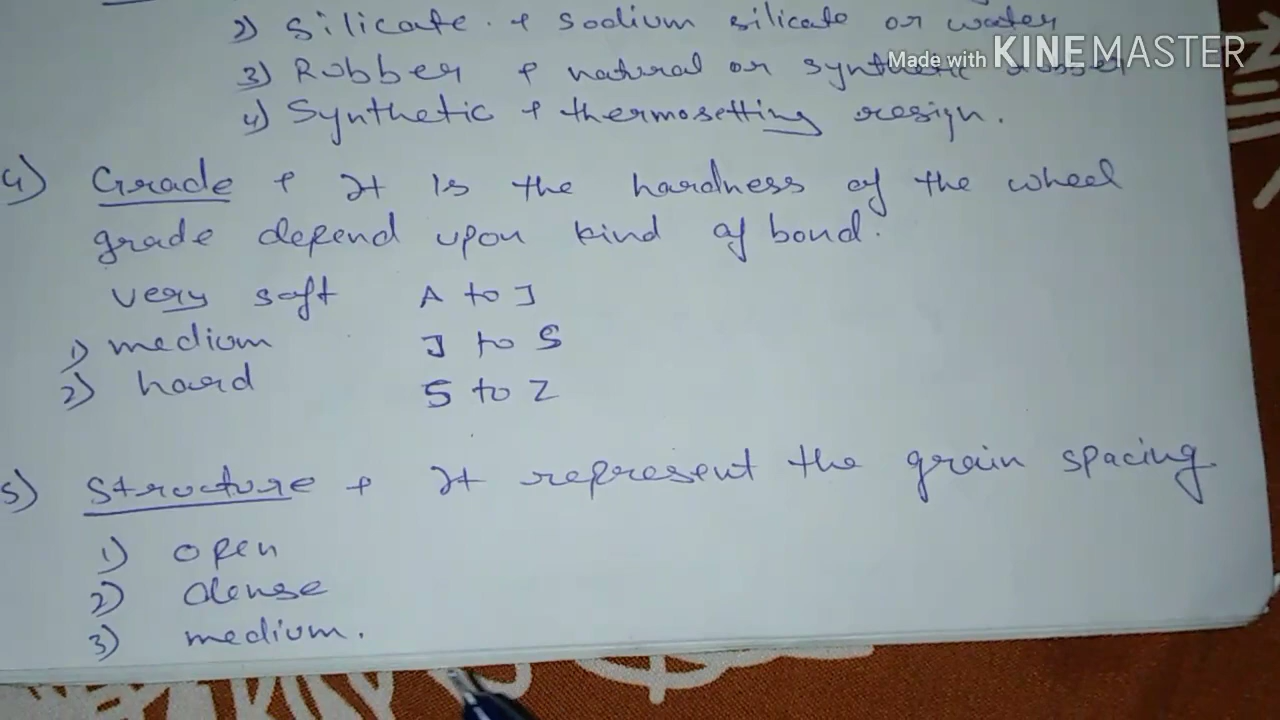 2) Silicate + sodium silicate or water
Made with KINEMASTER
3) Rubber + natural or synthetic rubber
4) Synthetic + thermosetting resign.
4) Grade + It is the hardness of the wheel
grade depend upon kind of bond.
very soft A to J
1) medium J to S
2) hard S to Z
5) Structure + It represent the grain spacing
1) open
2) dense
3) medium.